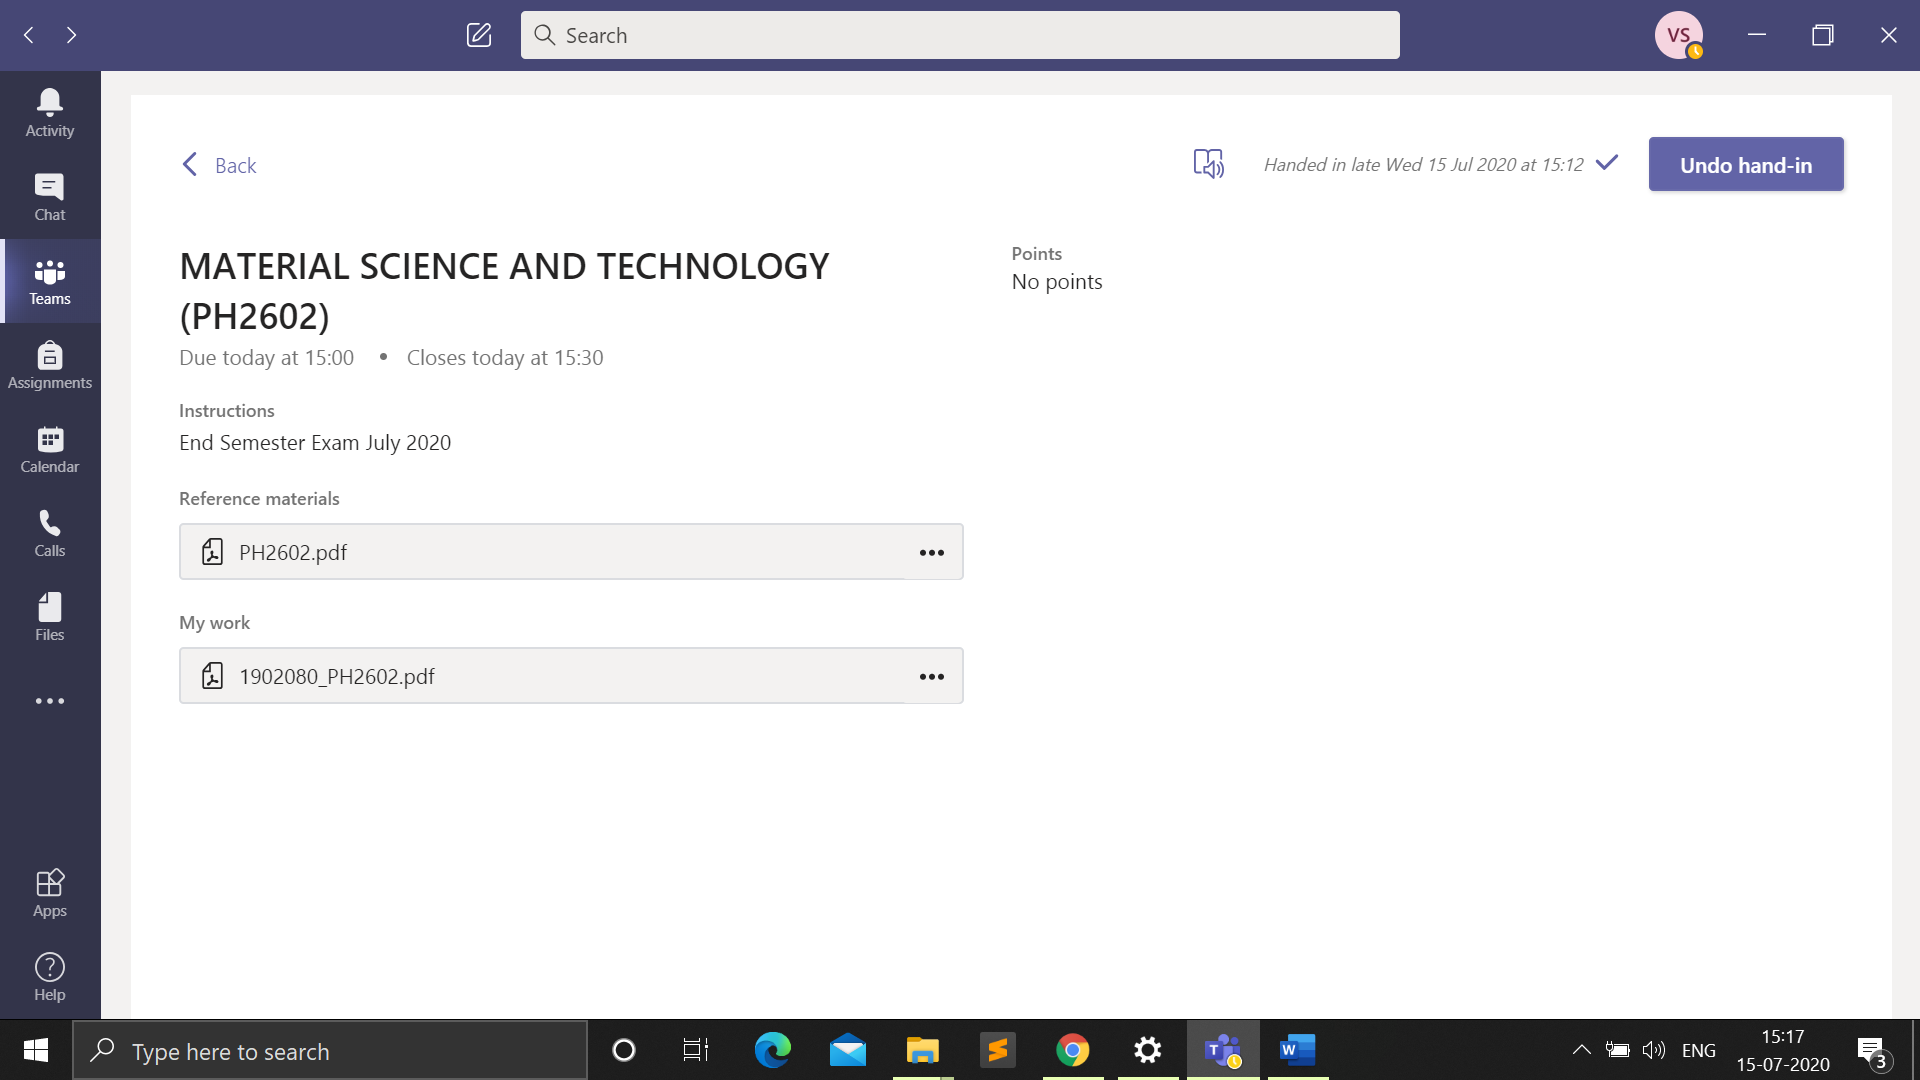 Search
VS
Activity
Chat
Teams
Assignments
Calendar
Calls
Files
Apps
Help
Back
Handed in late Wed 15 Jul 2020 at 15:12
Undo hand-in
MATERIAL SCIENCE AND TECHNOLOGY
(PH2602)
Due today at 15:00 • Closes today at 15:30
Points
No points
Instructions
End Semester Exam July 2020
Reference materials
PH2602.pdf
My work
1902080_PH2602.pdf
Type here to search
ENG
15:17
15-07-2020
3